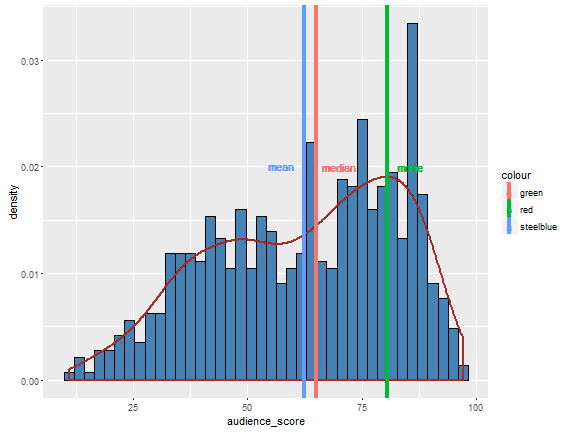 0.03
0.02
0.01
0.00
density
mean
median
mode
25
50
75
100
audience_score
colour
green
red
steelblue